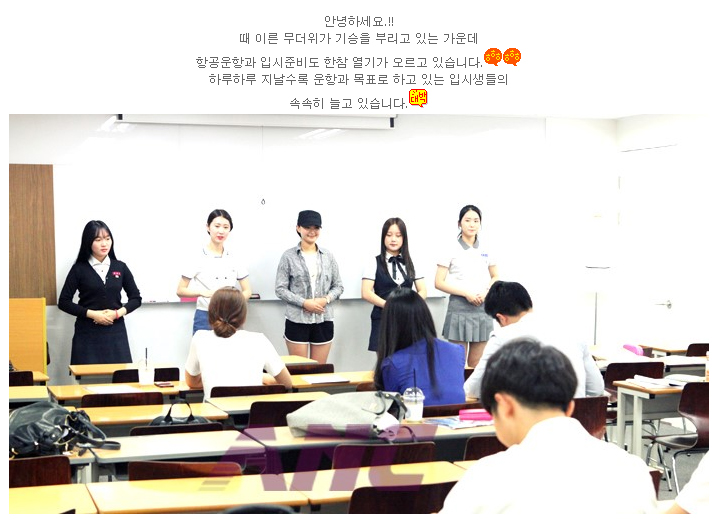 안녕하세요.!!
때 이른 무더위가 기승을 부리고 있는 가운데
항공운항과 입시준비도 한참 열기가 오르고 있습니다.
하루하루 지날수록 운항과 목표로 하고 있는 입시생들의
속속히 늘고 있습니다. 대박
ANC